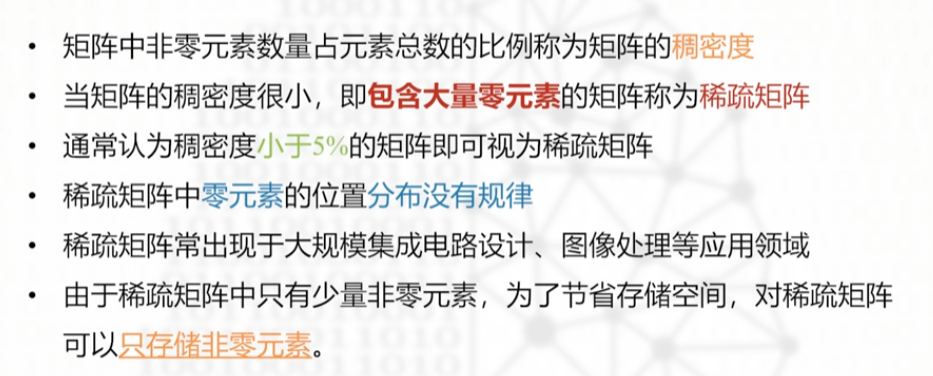 • 矩阵中非零元素数量占元素总数的比例称为矩阵的稠密度
• 当矩阵的稠密度很小，即包含大量零元素的矩阵称为稀疏矩阵
• 通常认为稠密度小于5%的矩阵即可视为稀疏矩阵
• 稀疏矩阵中零元素的位置分布没有规律
• 稀疏矩阵常出现于大规模集成电路设计、图像处理等应用领域
• 由于稀疏矩阵中只有少量非零元素，为了节省存储空间，对稀疏矩阵
可以只存储非零元素。